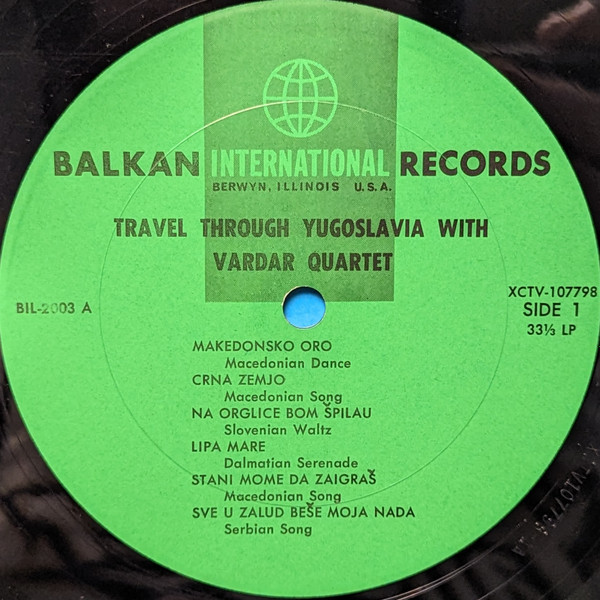 BALKAN INTERNATIONAL RECORDS
BERWYN, ILLINOIS U.S.A.
TRAVEL THROUGH YUGOSLAVIA WITH
VARDAR QUARTET
BIL-2003 A
XCTV-107798
SIDE 1
33⅓ LP
MAKEDONSKO ORO
Macedonian Dance
CRNA ZEMJO
Macedonian Song
NA ORGLICE BOM ŠPILAU
Slovenian Waltz
LIPA MARE
Dalmatian Serenade
STANI MOME DA ZAIGRAŠ
Macedonian Song
SVE U ZALUD BEŠE MOJA NADA
Serbian Song